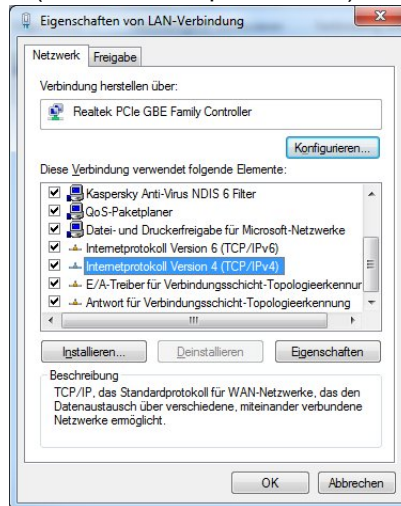 Eigenschaften von LAN-Verbindung
Netzwerk Freigabe
Verbindung herstellen über:
Realtek PCIe GBE Family Controller
Konfigurieren...
Diese Verbindung verwendet folgende Elemente:
Kaspersky Anti-Virus NDIS 6 Filter
QoS-Paketplaner
Datei- und Druckerfreigabe für Microsoft-Netzwerke
Internetprotokoll Version 6 (TCP/IPv6)
Internetprotokoll Version 4 (TCP/IPv4)
E/A-Treiber für Verbindungsschicht-Topologieerkennur
Antwort für Verbindungsschicht-Topologieerkennung
Installieren... Deinstallieren Eigenschaften
Beschreibung
TCP/IP, das Standardprotokoll für WAN-Netzwerke, das den
Datenaustausch über verschiedene, miteinander verbundene
Netzwerke ermöglicht.
OK Abbrechen